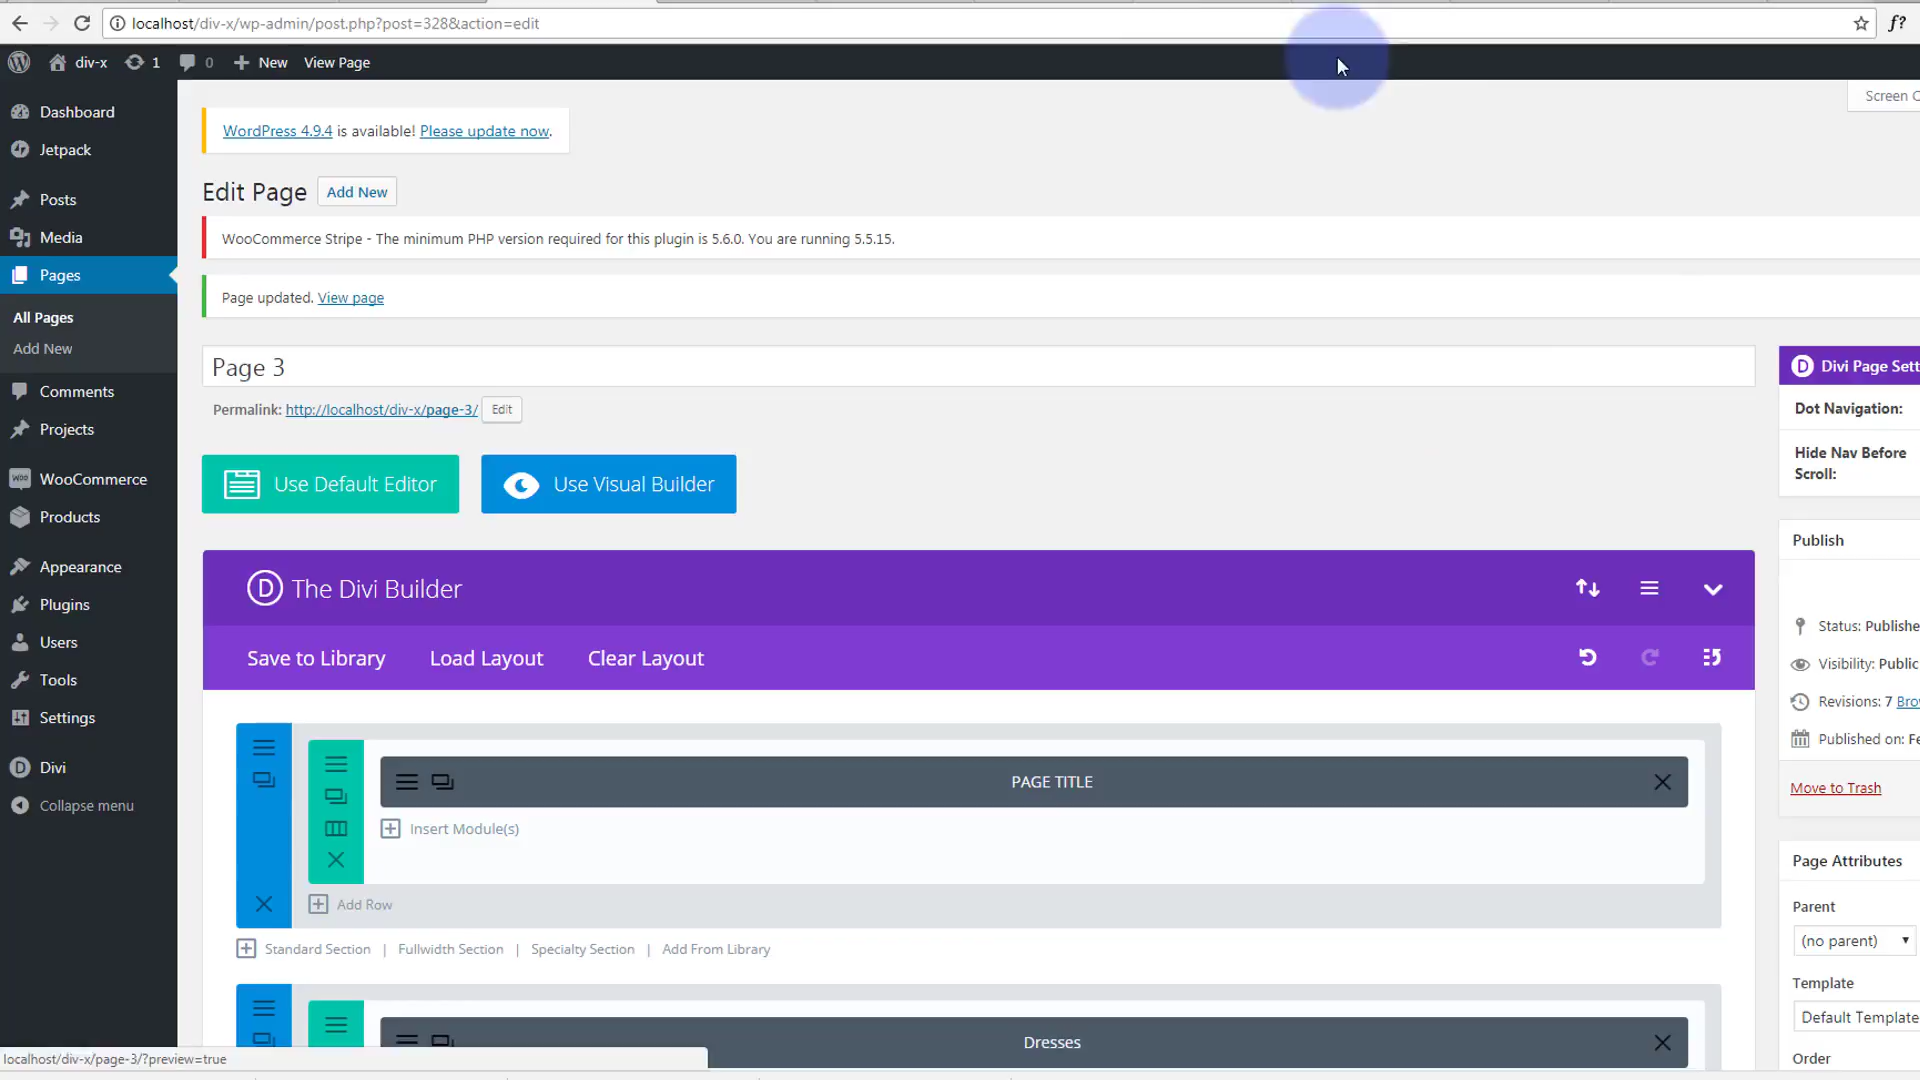 localhost/div-x/wp-admin/post.php?post=328&action=edit
f?
div-x 1 0 New View Page
Screen O
Dashboard
Jetpack
Posts
Media
Pages
All Pages
Add New
Comments
Projects
WooCommerce
Products
Appearance
Plugins
Users
Tools
Settings
Divi
Collapse menu
WordPress 4.9.4 is available! Please update now.
Edit Page Add New
WooCommerce Stripe - The minimum PHP version required for this plugin is 5.6.0. You are running 5.5.15.
Page updated. View page
Page 3
Permalink: http://localhost/div-x/page-3/ Edit
Use Default Editor Use Visual Builder
The Divi Builder
Save to Library Load Layout Clear Layout
PAGE TITLE
Insert Module(s)
Add Row
Standard Section | Fullwidth Section | Specialty Section | Add From Library
Dresses
Divi Page Sett
Dot Navigation:
Hide Nav Before
Scroll:
Publish
Status: Publishe
Visibility: Public
Revisions: 7 Bro
Published on: Fe
Move to Trash
Page Attributes
Parent
(no parent)
Template
Default Template
Order
localhost/div-x/page-3/?preview=true